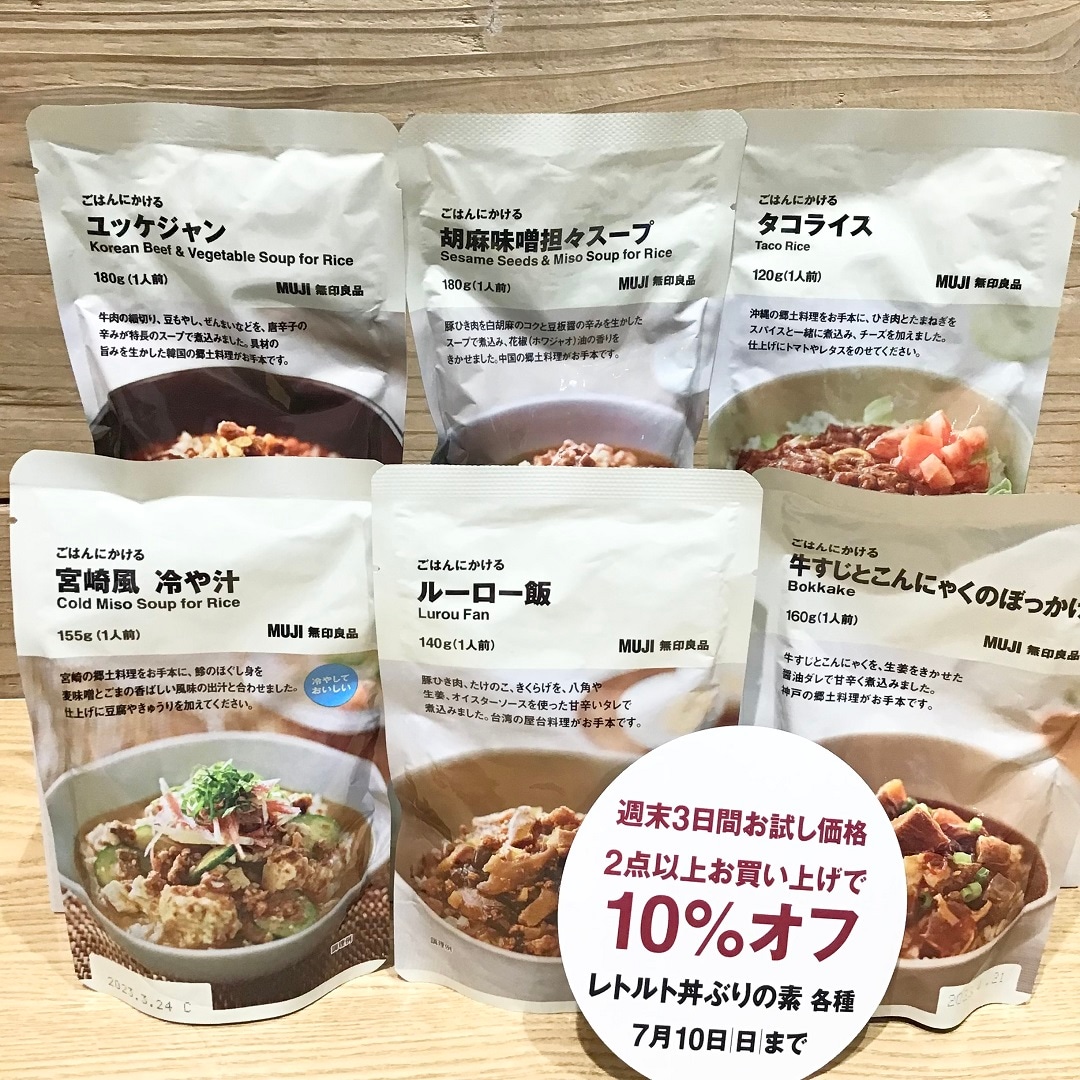 ごはんにかける
ユッケジャン
Korean Beef & Vegetable Soup for Rice
180g(1人前)
MUJI 無印良品
牛肉の細切り、豆もやし、ぜんまいなどを、唐辛子の
辛みが特長のスープで煮込みました。具材の
旨みを生かした韓国の郷土料理がお手本です。
ごはんにかける
胡麻味噌担々スープ
Sesame Seeds & Miso Soup for Rice
180g(1人前)
MUJI 無印良品
豚ひき肉を白胡麻のコクと豆板醤の辛みを生かした
スープで煮込み、花椒(ホワジャオ)油の香りを
きかせました。中国の郷土料理がお手本です。
ごはんにかける
タコライス
Taco Rice
120g(1人前)
MUJI 無印良品
沖縄の郷土料理をお手本に、ひき肉とたまねぎを
スパイスと一緒に煮込み、チーズを加えました。
仕上げにトマトやレタスをのせてください。
ごはんにかける
宮崎風 冷や汁
Cold Miso Soup for Rice
155g(1人前)
MUJI 無印良品
宮崎の郷土料理をお手本に、鯵のほぐし身を
麦味噌とごまの香ばしい風味の出汁と合わせました。
仕上げに豆腐やきゅうりを加えてください。
冷やして
おいしい
調理例
2023.3.24 C
ごはんにかける
ルーロー飯
Lurou Fan
140g(1人前)
MUJI 無印良品
豚ひき肉、たけのこ、きくらげを、八角や
生姜、オイスターソースを使った甘辛いタレで
煮込みました。台湾の屋台料理がお手本です。
調理例
ごはんにかける
牛すじとこんにゃくのぼっかけ
Bokkake
160g(1人前)
MUJI 無印良品
牛すじとこんにゃくを、生姜をきかせた
醤油ダレで甘辛く煮込みました。
神戸の郷土料理がお手本です。
週末3日間お試し価格
2点以上お買い上げで
10%オフ
レトルト丼ぶりの素 各種
7月10日|日|まで